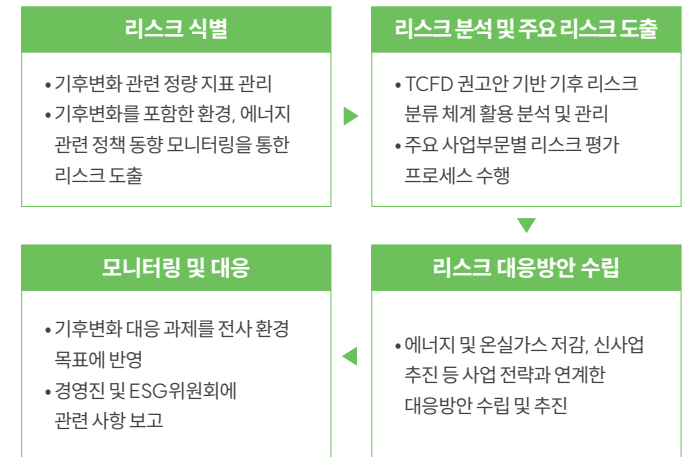 리스크 식별
• 기후변화 관련 정량 지표 관리
• 기후변화를 포함한 환경, 에너지
관련 정책 동향 모니터링을 통한
리스크 도출
리스크 분석 및 주요 리스크 도출
• TCFD 권고안 기반 기후 리스크
분류 체계 활용 분석 및 관리
• 주요 사업부문별 리스크 평가
프로세스 수행
리스크 대응방안 수립
• 에너지 및 온실가스 저감, 신사업
추진 등 사업 전략과 연계한
대응방안 수립 및 추진
모니터링 및 대응
• 기후변화 대응 과제를 전사 환경
목표에 반영
• 경영진 및 ESG위원회에
관련 사항 보고